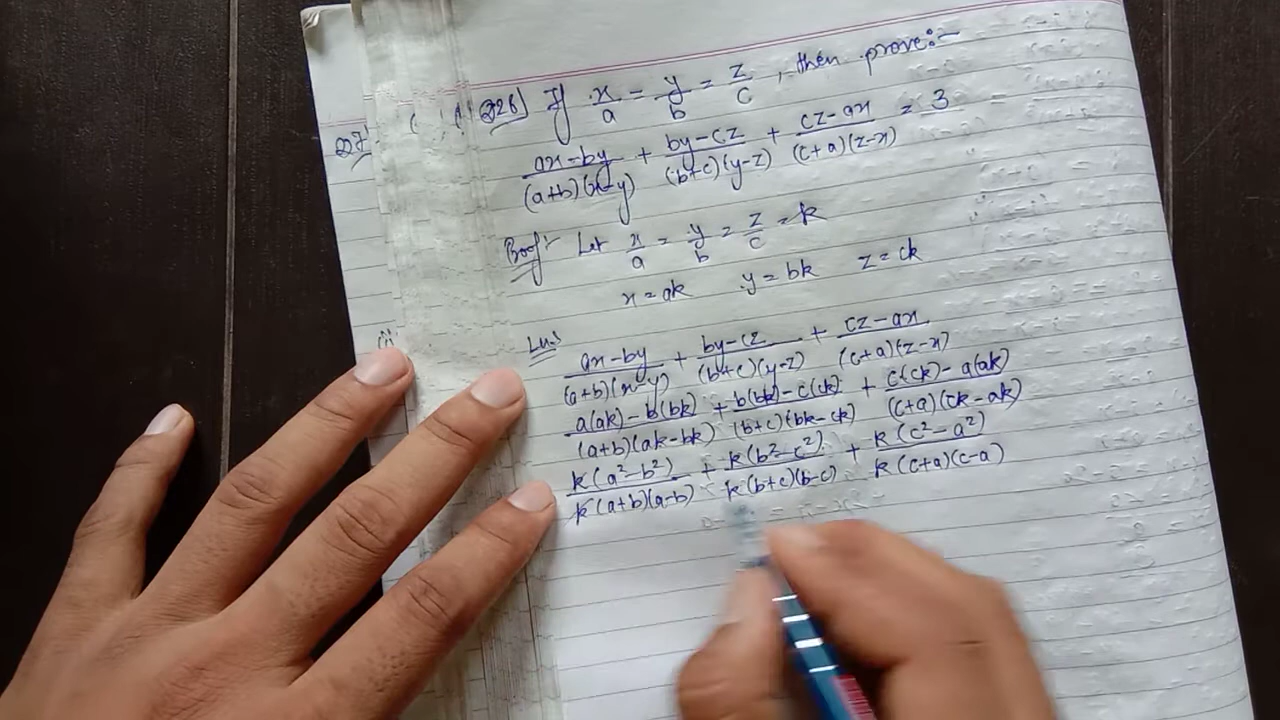 Q26) If x/a = y/b = z/c , then prove:-
(ax-by)/((a+b)(x-y)) + (by-cz)/((b+c)(y-z)) + (cz-ax)/((c+a)(z-x)) = 3
Proof:- Let x/a = y/b = z/c = k
x=ak y=bk z=ck
(ax-by)/((a+b)(x-y)) + (by-cz)/((b+c)(y-z)) + (cz-ax)/((c+a)(z-x))
(a(ak)-b(bk))/((a+b)(ak-bk)) + (b(bk)-c(ck))/((b+c)(bk-ck)) + (c(ck)-a(ak))/((c+a)(ck-ak))
k(a²-b²)/(k(a+b)(a-b)) + k(b²-c²)/(k(b+c)(b-c)) + k(c²-a²)/(k(c+a)(c-a))